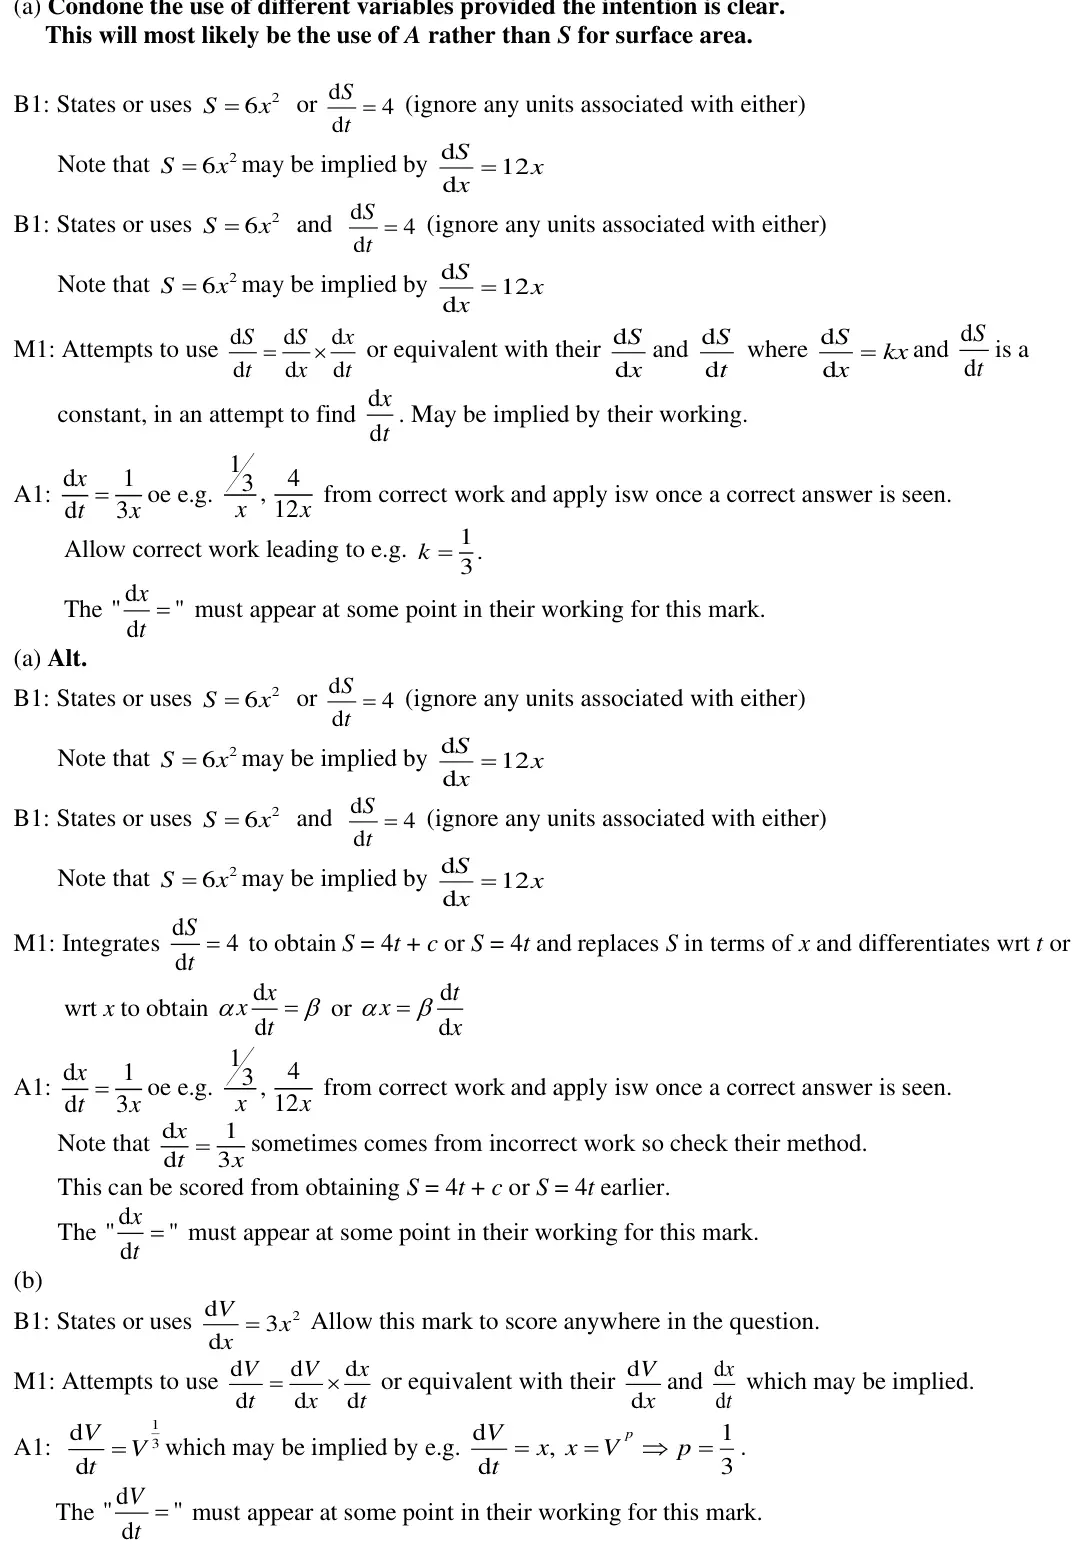 (a) Condone the use of different variables provided the intention is clear.
This will most likely be the use of A rather than S for surface area.
B1: States or uses S = 6x² or dS/dt = 4 (ignore any units associated with either)
Note that S = 6x² may be implied by dS/dx = 12x
B1: States or uses S = 6x² and dS/dt = 4 (ignore any units associated with either)
Note that S = 6x² may be implied by dS/dx = 12x
M1: Attempts to use dS/dt = dS/dx × dx/dt or equivalent with their dS/dx and dS/dt where dS/dx = kx and dS/dt is a
constant, in an attempt to find dx/dt. May be implied by their working.
A1: dx/dt = 1/3x oe e.g. (1/3)/x, 4/12x from correct work and apply isw once a correct answer is seen.
Allow correct work leading to e.g. k = 1/3.
The "dx/dt =" must appear at some point in their working for this mark.
(a) Alt.
B1: States or uses S = 6x² or dS/dt = 4 (ignore any units associated with either)
Note that S = 6x² may be implied by dS/dx = 12x
B1: States or uses S = 6x² and dS/dt = 4 (ignore any units associated with either)
Note that S = 6x² may be implied by dS/dx = 12x
M1: Integrates dS/dt = 4 to obtain S = 4t + c or S = 4t and replaces S in terms of x and differentiates wrt t or
wrt x to obtain αx dx/dt = β or αx = β dt/dx
A1: dx/dt = 1/3x oe e.g. (1/3)/x, 4/12x from correct work and apply isw once a correct answer is seen.
Note that dx/dt = 1/3x sometimes comes from incorrect work so check their method.
This can be scored from obtaining S = 4t + c or S = 4t earlier.
The "dx/dt =" must appear at some point in their working for this mark.
(b)
B1: States or uses dV/dx = 3x² Allow this mark to score anywhere in the question.
M1: Attempts to use dV/dt = dV/dx × dx/dt or equivalent with their dV/dx and dx/dt which may be implied.
A1: dV/dt = V^(1/3) which may be implied by e.g. dV/dt = x, x = V^p ⇒ p = 1/3.
The "dV/dt =" must appear at some point in their working for this mark.